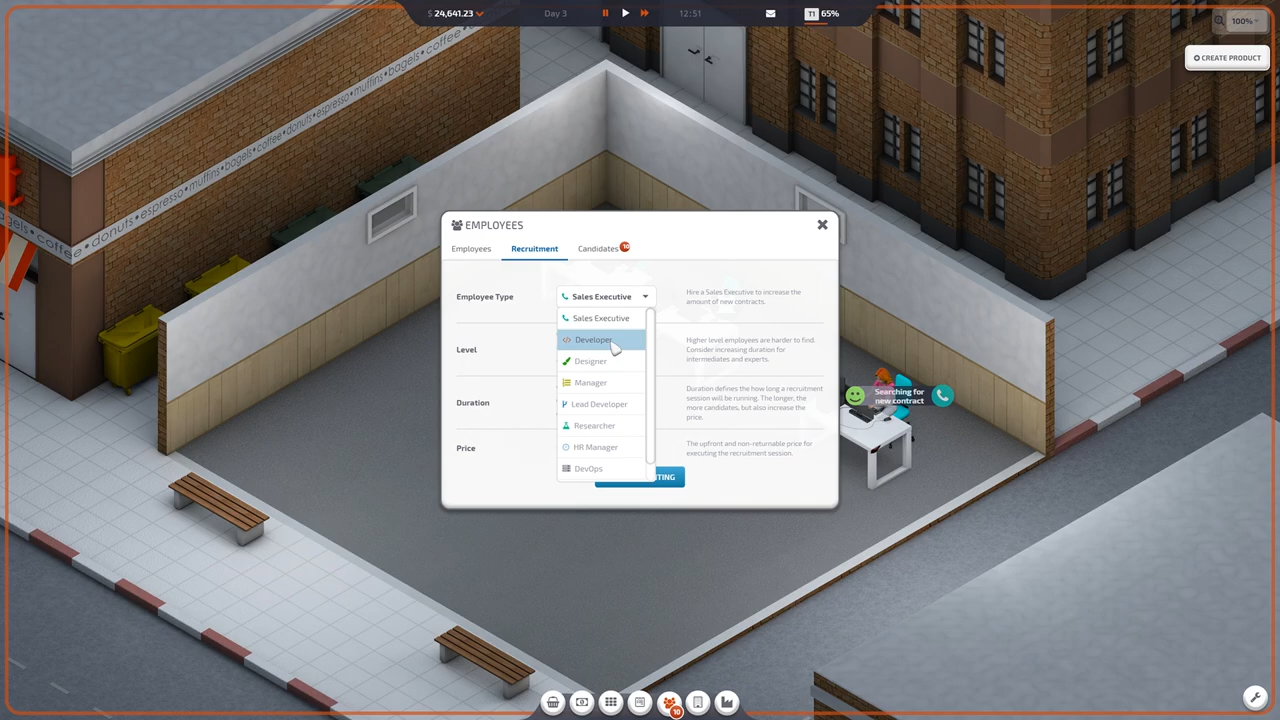 $ 24,641.23
Day 3
12:51
T1 65%
100%
CREATE PRODUCT
bagels•coffee•donuts•espresso•muffins•bagels•coffee
EMPLOYEES
Employees
Recruitment
Candidates
10
Employee Type
Sales Executive
Hire a Sales Executive to increase the
amount of new contracts.
Sales Executive
Developer
Designer
Manager
Lead Developer
Researcher
HR Manager
DevOps
Level
Higher level employees are harder to find.
Consider increasing duration for
intermediates and experts.
Duration
Duration defines the how long a recruitment
session will be running. The longer, the
more candidates, but also increase the
price.
Price
The upfront and non-returnable price for
executing the recruitment session.
TING
Searching for
new contract
10